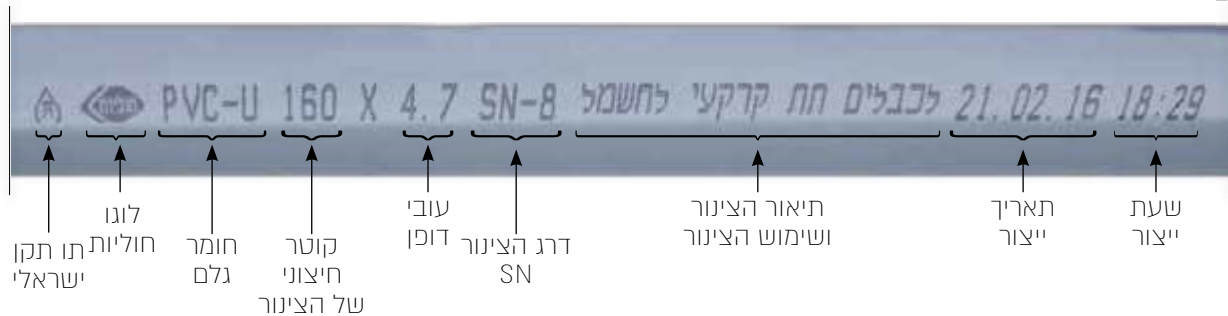 PVC-U 160 X 4.7 SN-8 לכבלים תת קרקעי לחשמל 21.02.16 18:29
תו תקן
ישראלי
לוגו
חוליות
חומר
גלם
קוטר
חיצוני
של הצינור
עובי
דופן
דרג הצינור
SN
תיאור הצינור
ושימוש הצינור
תאריך
ייצור
שעת
ייצור